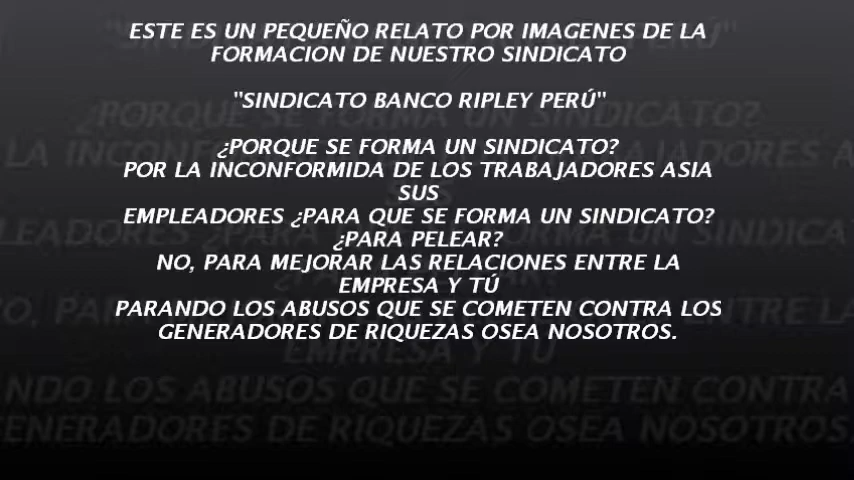 ESTE ES UN PEQUEÑO RELATO POR IMAGENES DE LA
FORMACION DE NUESTRO SINDICATO
"SINDICATO BANCO RIPLEY PERÚ"
¿PORQUE SE FORMA UN SINDICATO?
POR LA INCONFORMIDA DE LOS TRABAJADORES ASIA
SUS
EMPLEADORES ¿PARA QUE SE FORMA UN SINDICATO?
¿PARA PELEAR?
NO, PARA MEJORAR LAS RELACIONES ENTRE LA
EMPRESA Y TÚ
PARANDO LOS ABUSOS QUE SE COMETEN CONTRA LOS
GENERADORES DE RIQUEZAS OSEA NOSOTROS.